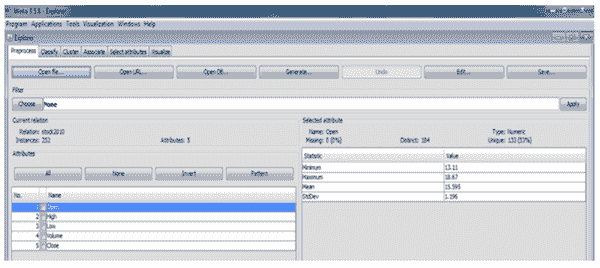 Weka 3.5.8 - Explorer
Program Applications Tools Visualization Windows Help
Explorer
Preprocess Classify Cluster Associate Select attributes Visualize
Open file... Open URL... Open DB... Generate... Undo Edit... Save...
Filter
Choose None Apply
Current relation
Relation: stock2010
Instances: 252 Attributes: 5
Attributes
All None Invert Pattern
No. Name
1 Open
2 High
3 Low
4 Volume
5 Close
Selected attribute
Name: Open Type: Numeric
Missing: 0 (0%) Distinct: 184 Unique: 133 (53%)
Statistic Value
Minimum 13.11
Maximum 18.67
Mean 15.595
StdDev 1.196